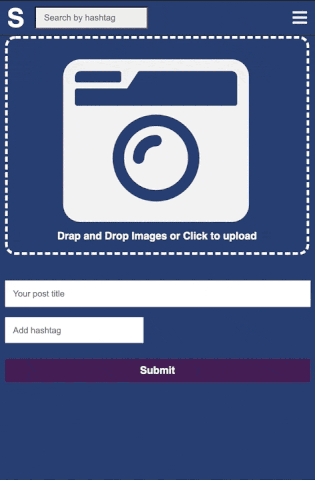 S
Search by hashtag
Drap and Drop Images or Click to upload
Your post title
Add hashtag
Submit